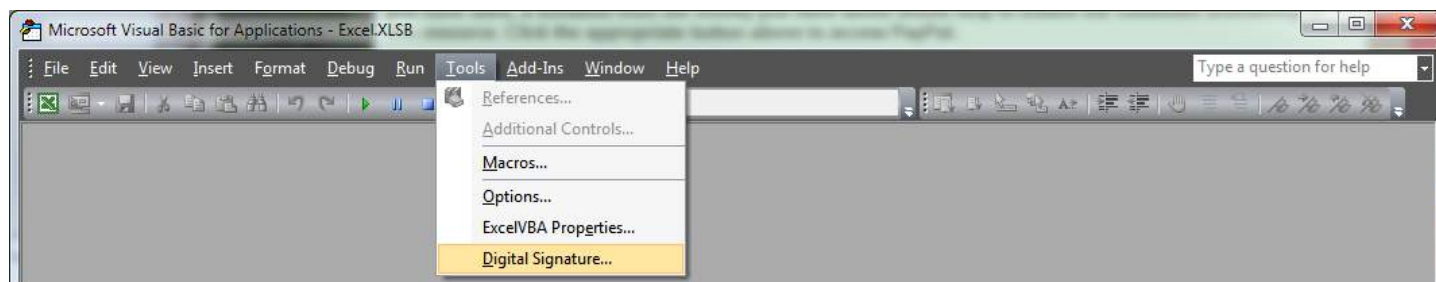 Microsoft Visual Basic for Applications - Excel.XLSB
File Edit View Insert Format Debug Run Tools Add-Ins Window Help Type a question for help
References...
Additional Controls...
Macros...
Options...
ExcelVBA Properties...
Digital Signature...